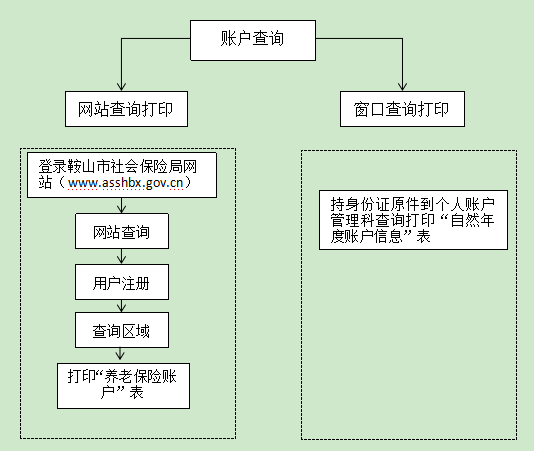 账户查询
网站查询打印
窗口查询打印
登录鞍山市社会保险局网
站（www.asshbx.gov.cn）
网站查询
用户注册
查询区域
打印“养老保险账
户”表
持身份证原件到个人账户
管理科查询打印“自然年
度账户信息”表